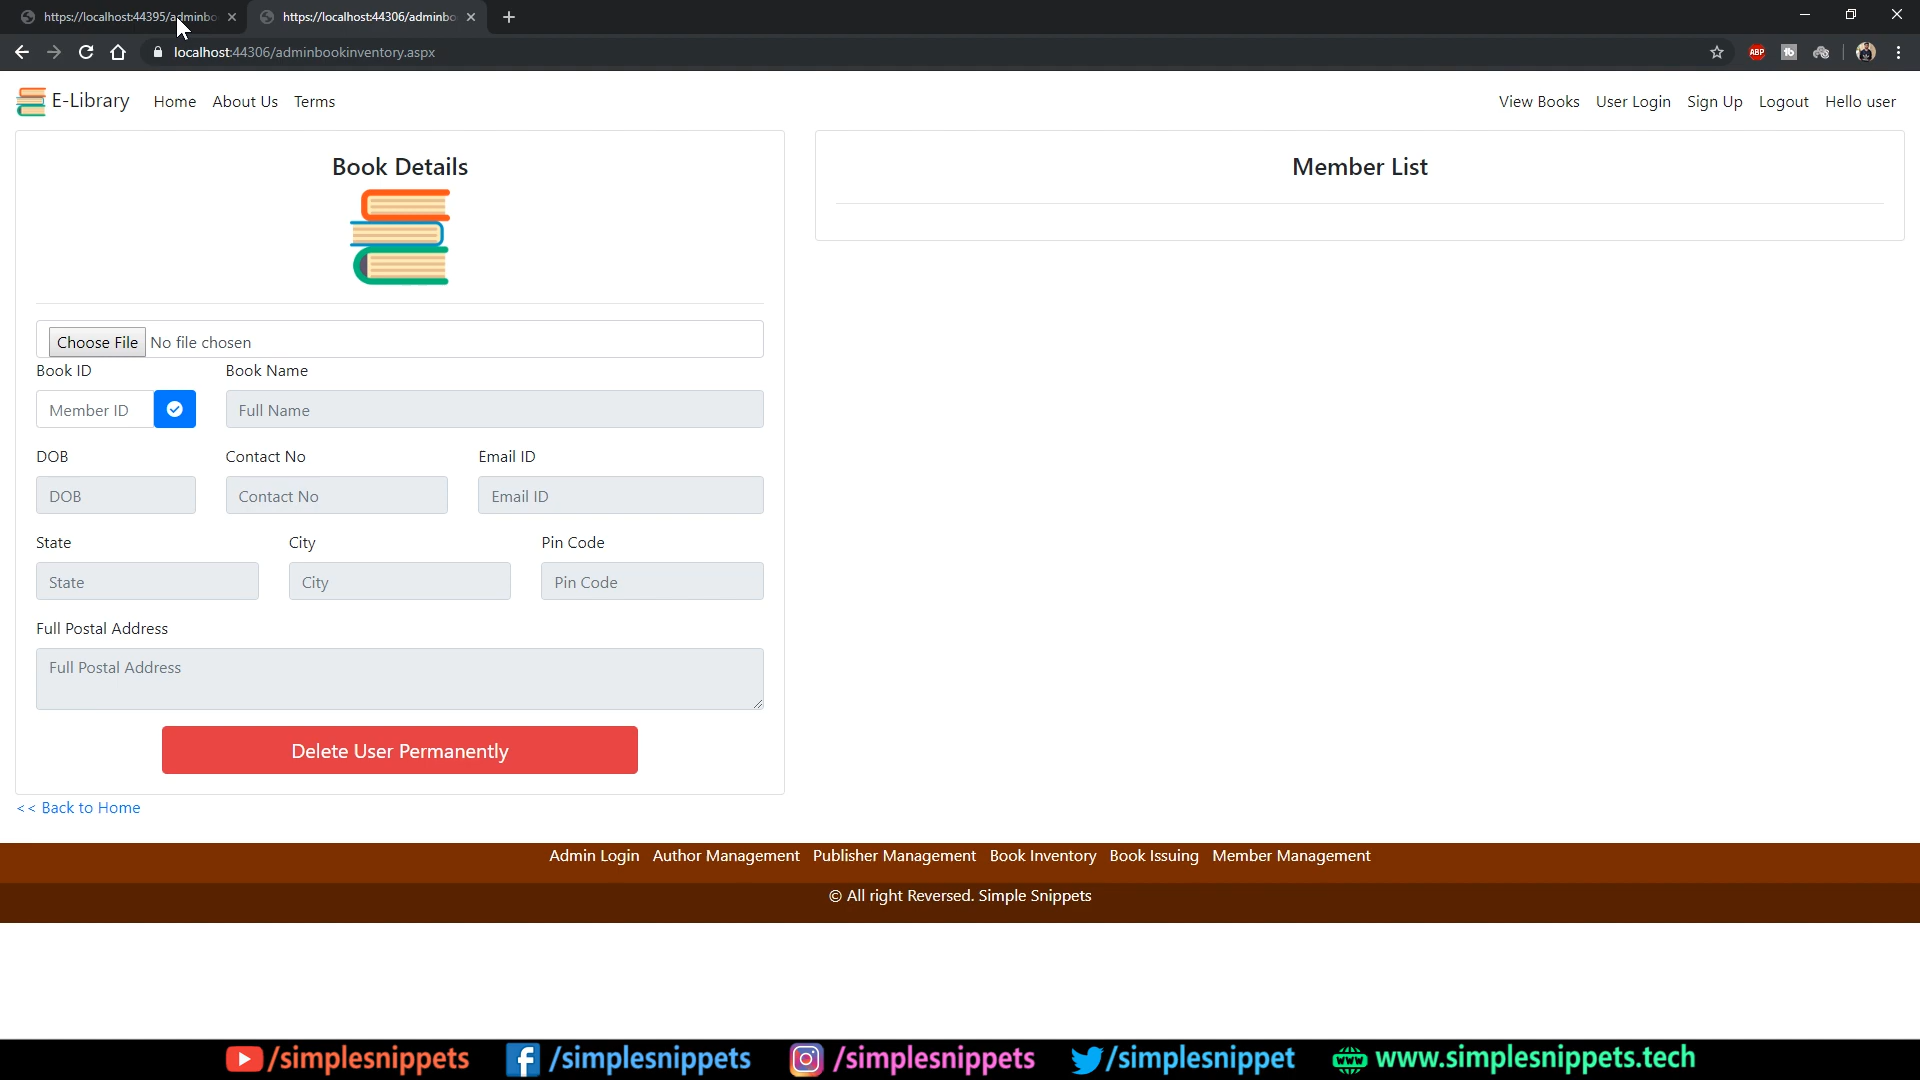 https://localhost:44395/adminbo
https://localhost:44306/adminbo
localhost:44306/adminbookinventory.aspx
ABP
tb
E-Library Home About Us Terms
View Books User Login Sign Up Logout Hello user
Book Details
Member List
Choose File No file chosen
Book ID Book Name
Member ID Full Name
DOB Contact No Email ID
DOB Contact No Email ID
State City Pin Code
State City Pin Code
Full Postal Address
Full Postal Address
Delete User Permanently
<< Back to Home
Admin Login Author Management Publisher Management Book Inventory Book Issuing Member Management
© All right Reversed. Simple Snippets
/simplesnippets /simplesnippets /simplesnippets /simplesnippet www.simplesnippets.tech